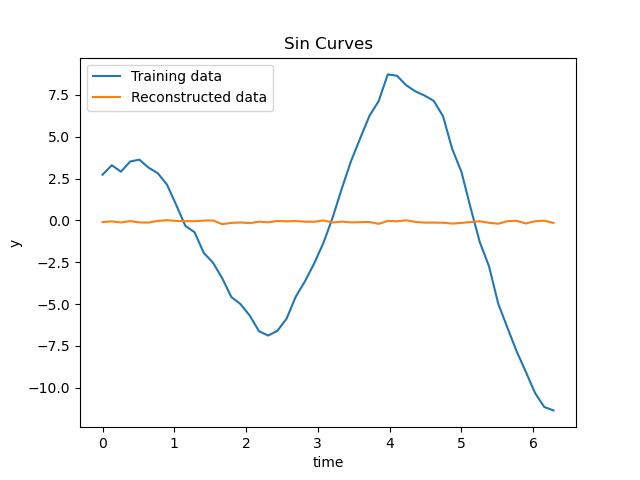 Sin Curves
Training data
Reconstructed data
7.5
5.0
2.5
0.0
−2.5
−5.0
−7.5
−10.0
y
0 1 2 3 4 5 6
time